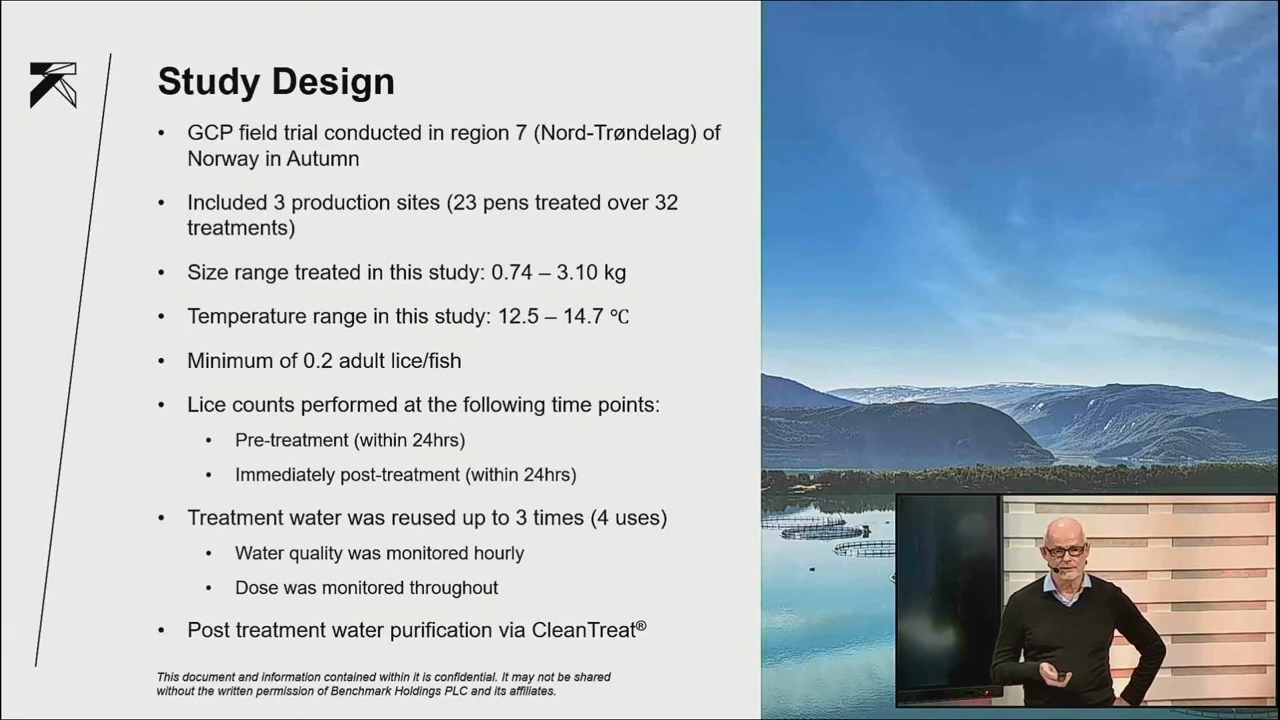 Study Design
• GCP field trial conducted in region 7 (Nord-Trøndelag) of
Norway in Autumn
• Included 3 production sites (23 pens treated over 32
treatments)
• Size range treated in this study: 0.74 – 3.10 kg
• Temperature range in this study: 12.5 – 14.7 ℃
• Minimum of 0.2 adult lice/fish
• Lice counts performed at the following time points:
• Pre-treatment (within 24hrs)
• Immediately post-treatment (within 24hrs)
• Treatment water was reused up to 3 times (4 uses)
• Water quality was monitored hourly
• Dose was monitored throughout
• Post treatment water purification via CleanTreat®
This document and information contained within it is confidential. It may not be shared
without the written permission of Benchmark Holdings PLC and its affiliates.